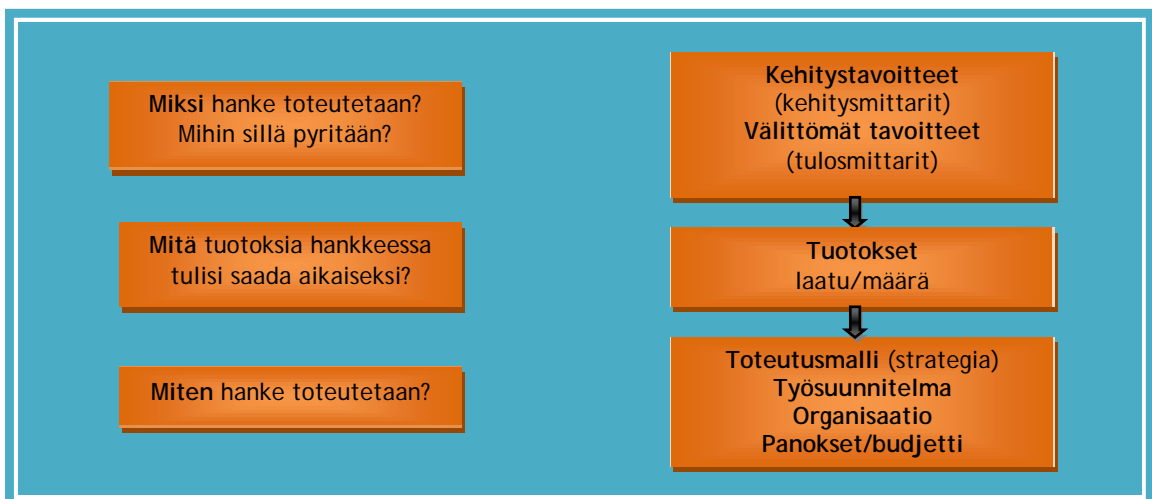 Miksi hanke toteutetaan?
Mihin sillä pyritään?
Kehitystavoitteet
(kehitysmittarit)
Välittömät tavoitteet
(tulosmittarit)
Mitä tuotoksia hankkeessa
tulisi saada aikaiseksi?
Tuotokset
laatu/määrä
Miten hanke toteutetaan?
Toteutusmalli (strategia)
Työsuunnitelma
Organisaatio
Panokset/budjetti